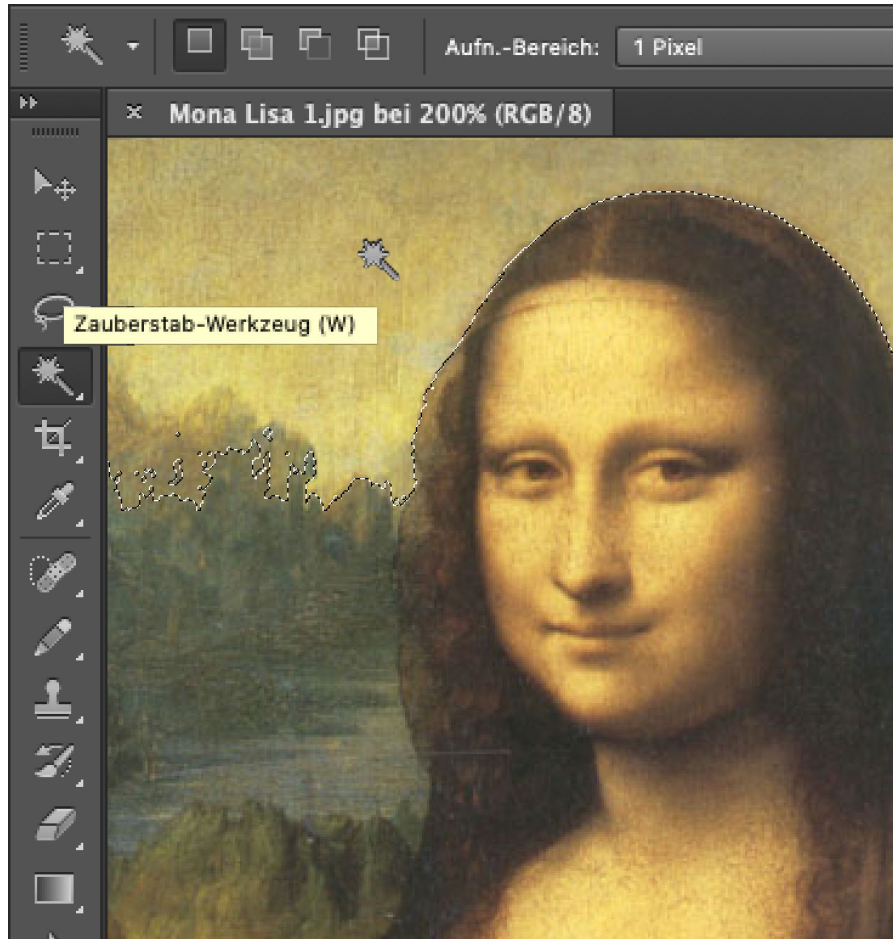 Aufn.-Bereich: 1 Pixel
× Mona Lisa 1.jpg bei 200% (RGB/8)
Zauberstab-Werkzeug (W)